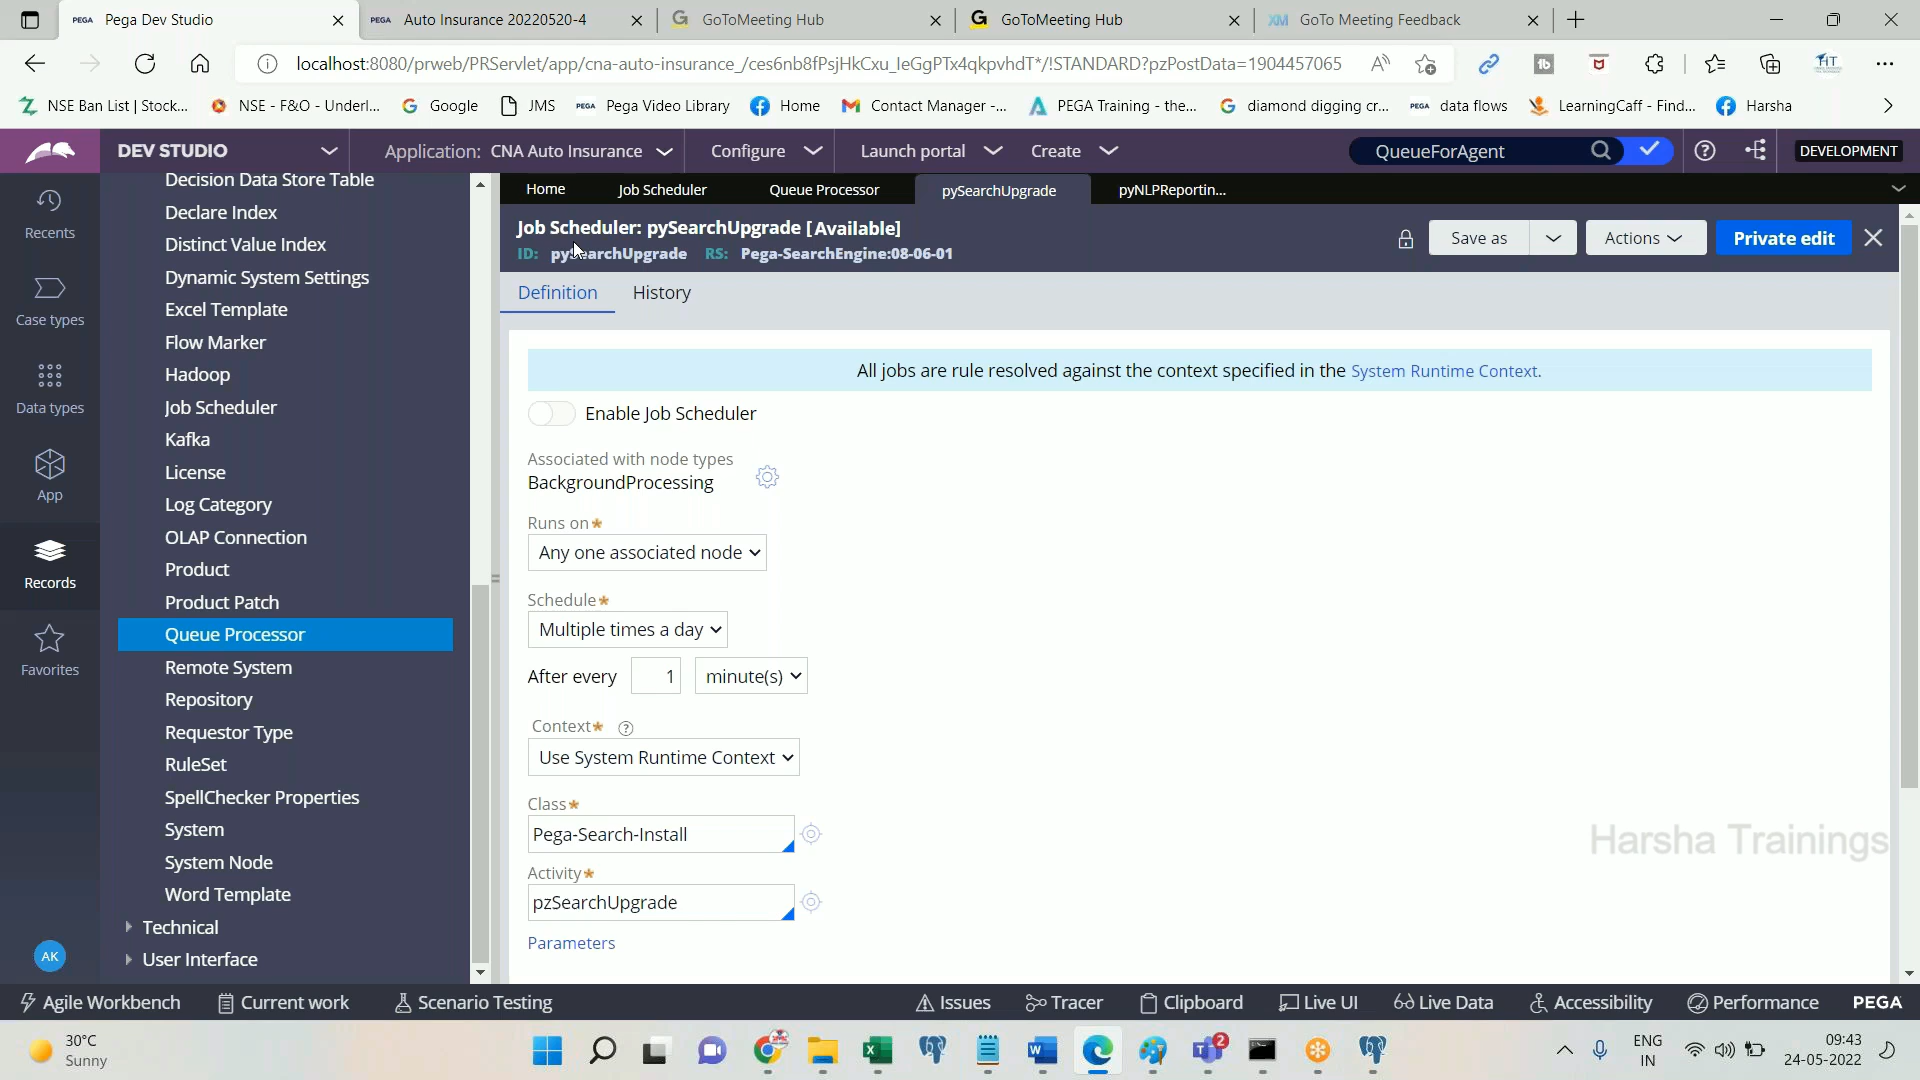 PEGA Pega Dev Studio
PEGA Auto Insurance 20220520-4
G GoToMeeting Hub
G GoToMeeting Hub
XM GoTo Meeting Feedback
localhost:8080/prweb/PRServlet/app/cna-auto-insurance_/ces6nb8fPsjHkCxu_IeGgPTx4qkpvhdT*/!STANDARD?pzPostData=1904457065
NSE Ban List | Stock...
NSE - F&O - Underl...
Google
JMS
PEGA Pega Video Library
Home
Contact Manager -...
PEGA Training - the...
diamond digging cr...
PEGA data flows
LearningCaff - Find...
Harsha
DEV STUDIO
Application: CNA Auto Insurance
Configure
Launch portal
Create
QueueForAgent
DEVELOPMENT
Recents
Case types
Data types
App
Records
Favorites
AK
Decision Data Store Table
Declare Index
Distinct Value Index
Dynamic System Settings
Excel Template
Flow Marker
Hadoop
Job Scheduler
Kafka
License
Log Category
OLAP Connection
Product
Product Patch
Queue Processor
Remote System
Repository
Requestor Type
RuleSet
SpellChecker Properties
System
System Node
Word Template
Technical
User Interface
Home
Job Scheduler
Queue Processor
pySearchUpgrade
pyNLPReportin...
Job Scheduler: pySearchUpgrade [Available]
ID: pySearchUpgrade RS: Pega-SearchEngine:08-06-01
Save as
Actions
Private edit
Definition
History
All jobs are rule resolved against the context specified in the System Runtime Context.
Enable Job Scheduler
Associated with node types
BackgroundProcessing
Runs on*
Any one associated node
Schedule*
Multiple times a day
After every 1 minute(s)
Context* ?
Use System Runtime Context
Class*
Pega-Search-Install
Activity*
pzSearchUpgrade
Parameters
Harsha Trainings
Agile Workbench
Current work
Scenario Testing
Issues
Tracer
Clipboard
Live UI
Live Data
Accessibility
Performance
PEGA
30°C
Sunny
2
ENG
IN
09:43
24-05-2022